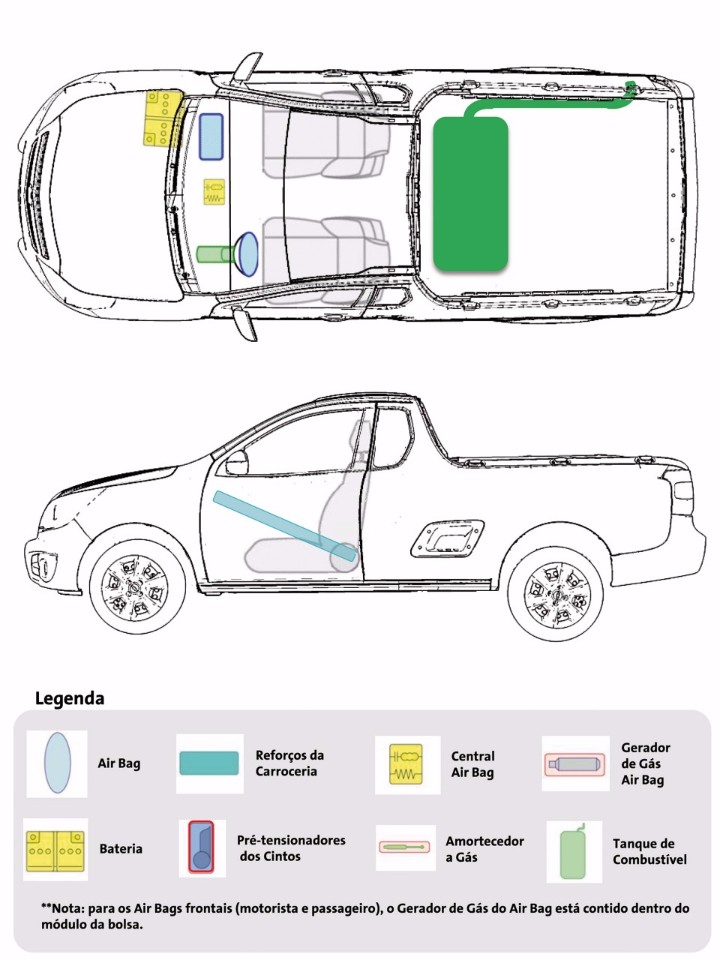 Legenda
Air Bag
Reforços da
Carroceria
Central
Air Bag
Gerador
de Gás
Air Bag
Bateria
Pré-tensionadores
dos Cintos
Amortecedor
a Gás
Tanque de
Combustível
**Nota: para os Air Bags frontais (motorista e passageiro), o Gerador de Gás do Air Bag está contido dentro do
módulo da bolsa.